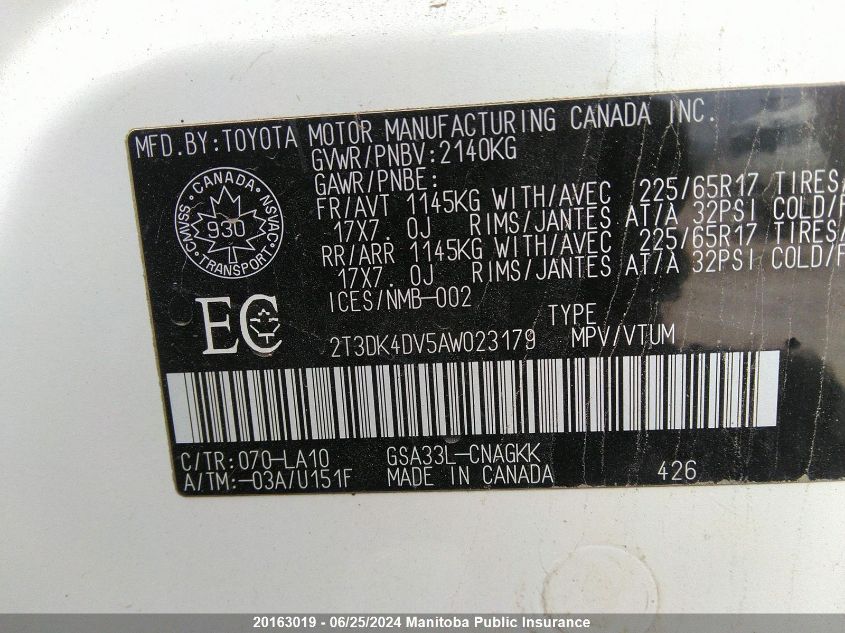 MFD.BY:TOYOTA MOTOR MANUFACTURING CANADA INC.
GVWR/PNBV:2140KG
GAWR/PNBE:
FR/AVT 1145KG WITH/AVEC 225/65R17 TIRES/
17X7.0J RIMS/JANTES AT/A 32PSI COLD/F
RR/ARR 1145KG WITH/AVEC 225/65R17 TIRES/
17X7.0J RIMS/JANTES AT/A 32PSI COLD/F
ICES/NMB-002
CANADA
CMVSS NSVAC
930
TRANSPORT
EC
TYPE
2T3DK4DV5AW023179 MPV/VTUM
C/TR:070-LA10 GSA33L-CNAGKK
A/TM:-03A/U151F MADE IN CANADA 426
20163019 - 06/25/2024 Manitoba Public Insurance